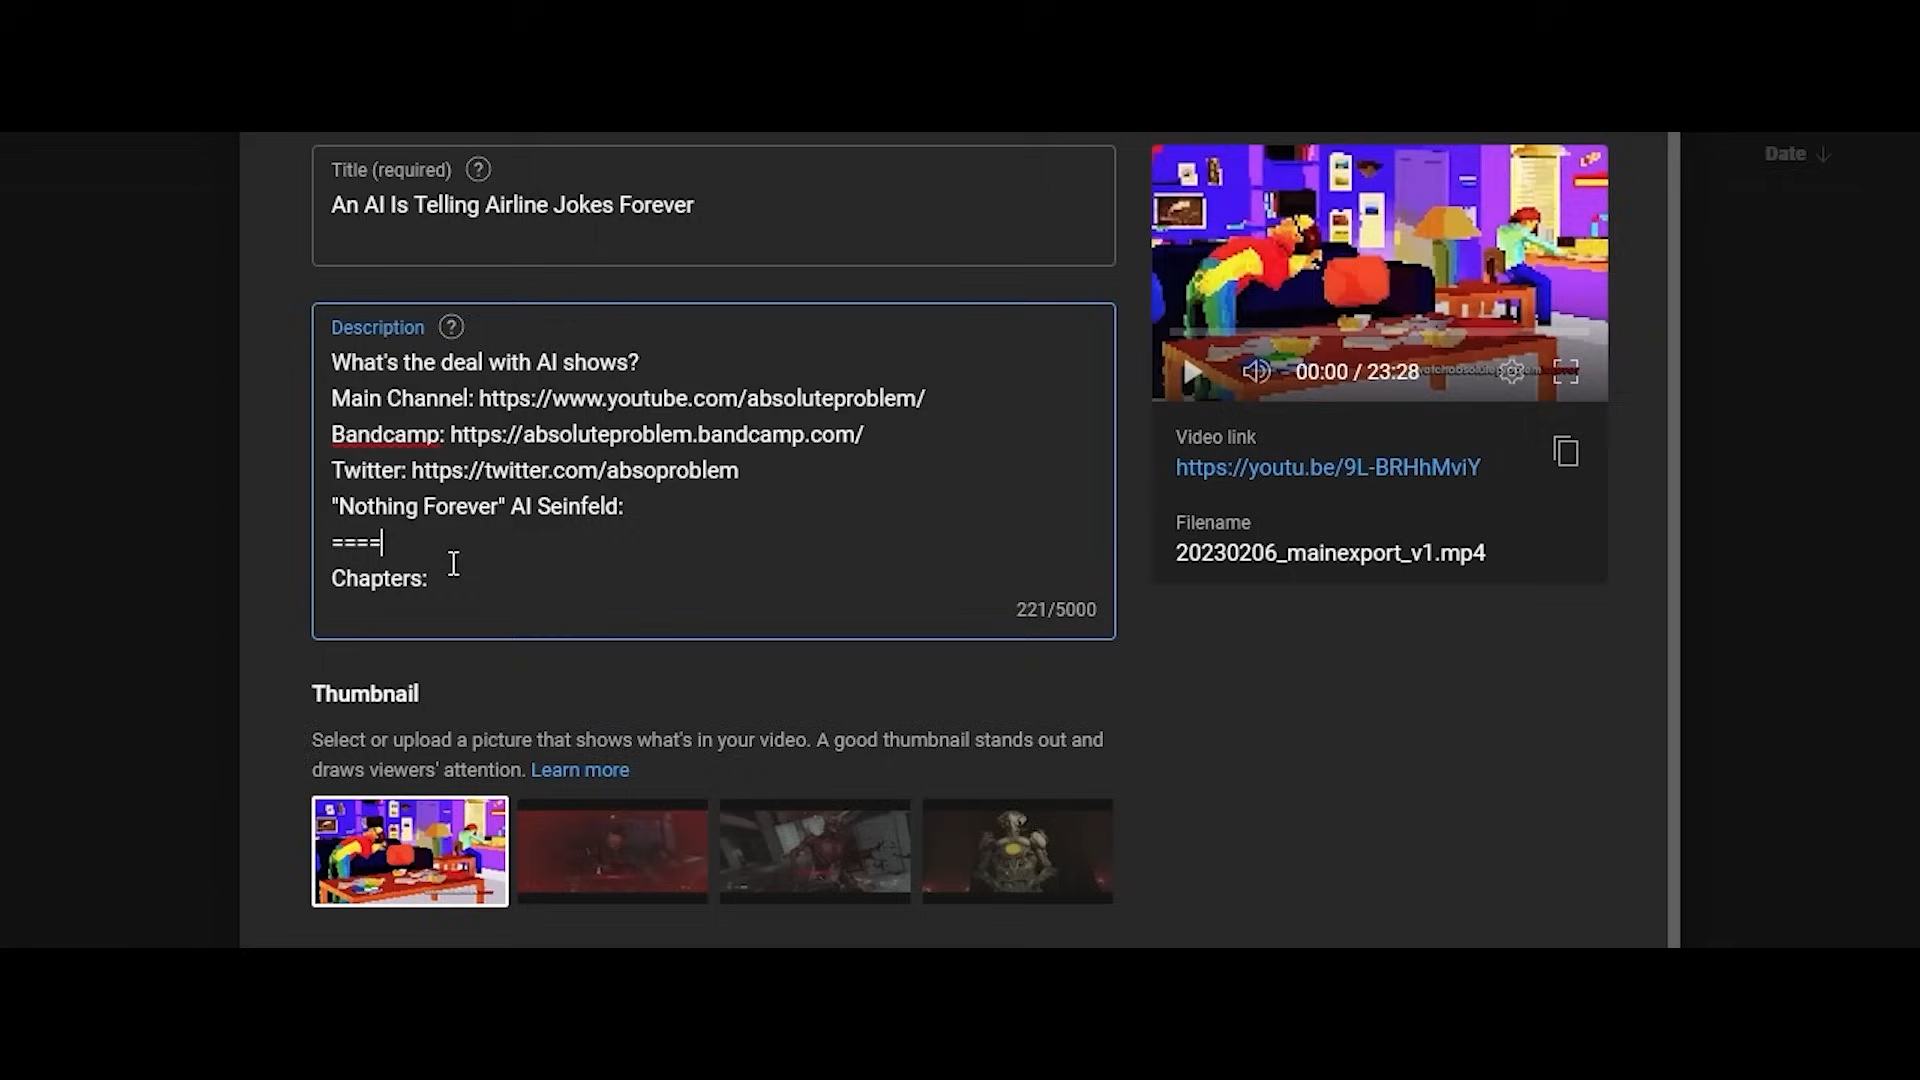 Date
Title (required)
An AI Is Telling Airline Jokes Forever
Description
What's the deal with AI shows?
Main Channel: https://www.youtube.com/absoluteproblem/
Bandcamp: https://absoluteproblem.bandcamp.com/
Twitter: https://twitter.com/absoproblem
"Nothing Forever" AI Seinfeld:
====
Chapters:
221/5000
00:00 / 23:28
Video link
https://youtu.be/9L-BRHhMviY
Filename
20230206_mainexport_v1.mp4
Thumbnail
Select or upload a picture that shows what's in your video. A good thumbnail stands out and
draws viewers' attention. Learn more